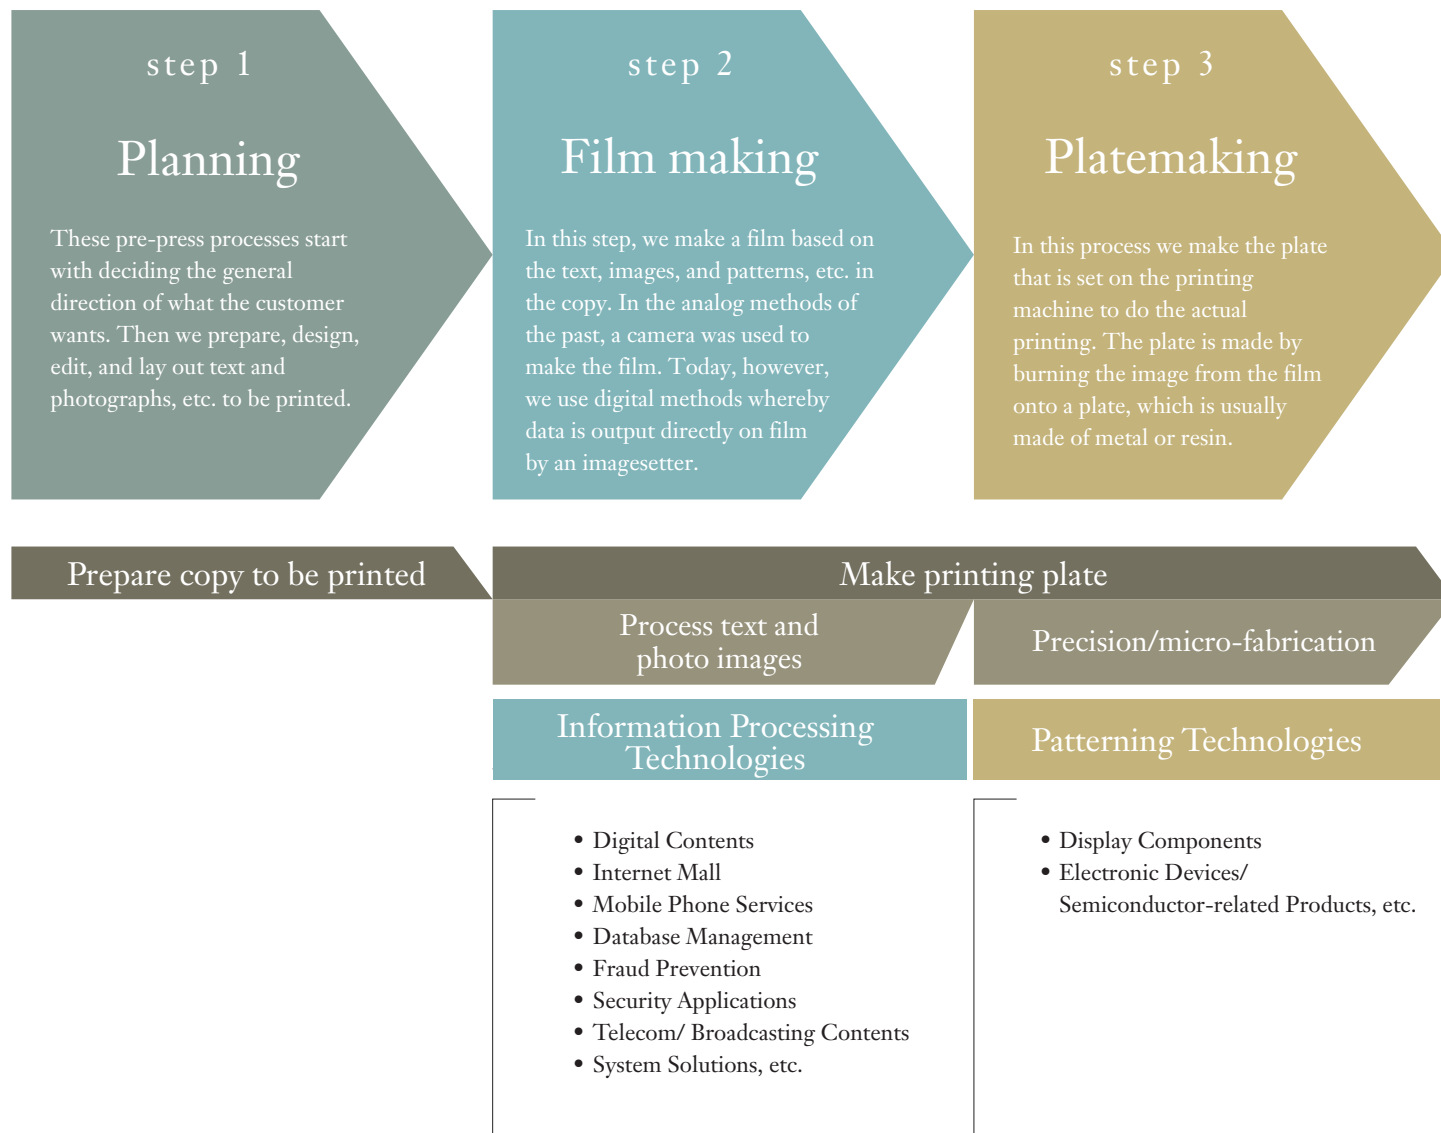 step 1
Planning
These pre-press processes start
with deciding the general
direction of what the customer
wants. Then we prepare, design,
edit, and lay out text and
photographs, etc. to be printed.
step 2
Film making
In this step, we make a film based on
the text, images, and patterns, etc. in
the copy. In the analog methods of
the past, a camera was used to
make the film. Today, however,
we use digital methods whereby
data is output directly on film
by an imagesetter.
step 3
Platemaking
In this process we make the plate
that is set on the printing
machine to do the actual
printing. The plate is made by
burning the image from the film
onto a plate, which is usually
made of metal or resin.
Prepare copy to be printed
Make printing plate
Process text and
photo images
Precision/micro-fabrication
Information Processing
Technologies
Patterning Technologies
• Digital Contents
• Internet Mall
• Mobile Phone Services
• Database Management
• Fraud Prevention
• Security Applications
• Telecom/ Broadcasting Contents
• System Solutions, etc.
• Display Components
• Electronic Devices/
Semiconductor-related Products, etc.